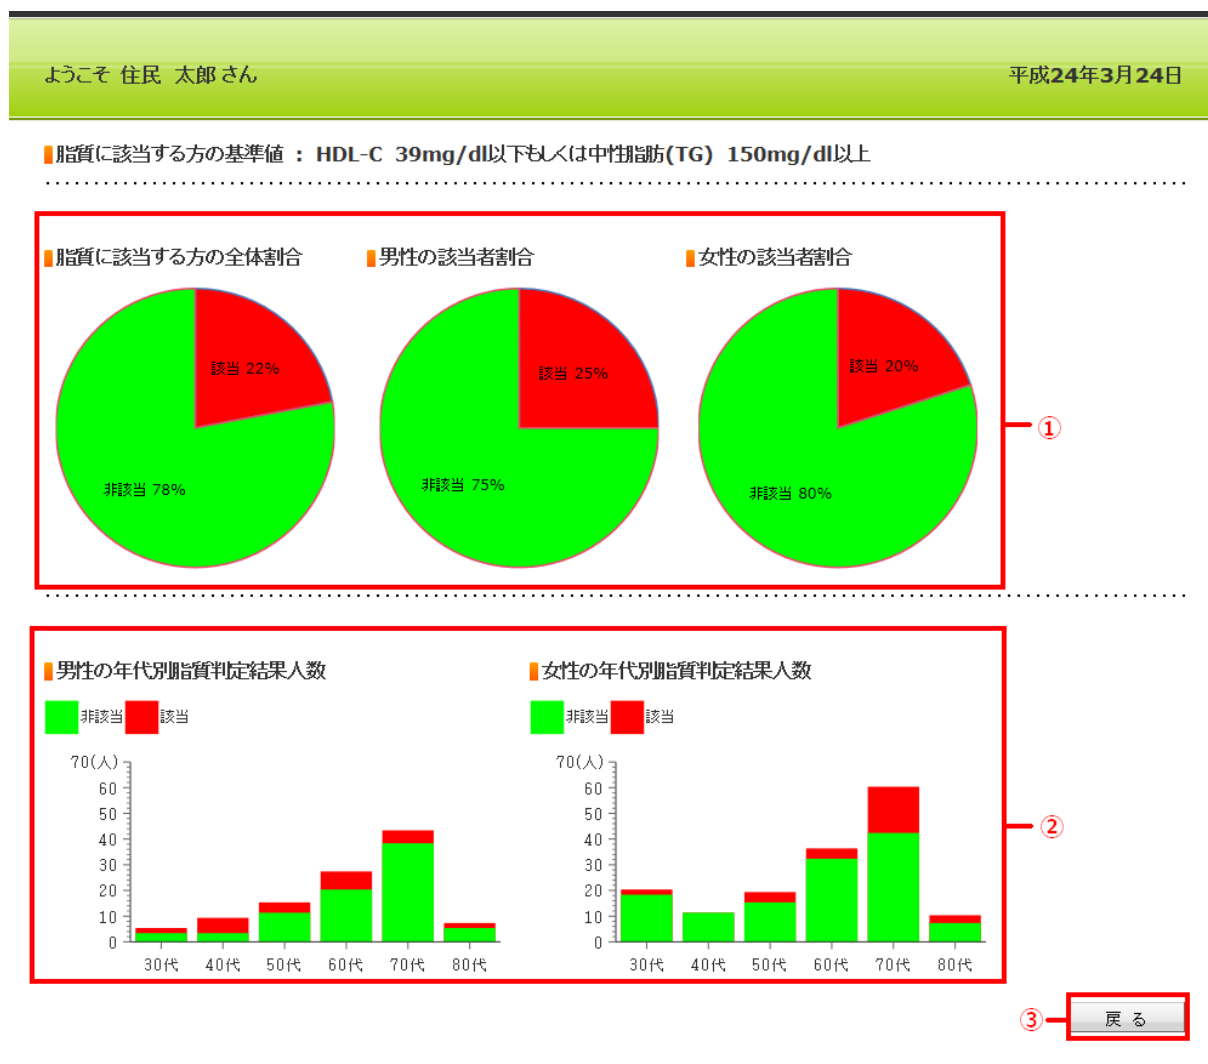 ようこそ 住民 太郎 さん 平成24年3月24日
脂質に該当する方の基準値 : HDL-C 39mg/dl以下もしくは中性脂肪(TG) 150mg/dl以上
脂質に該当する方の全体割合 男性の該当者割合 女性の該当者割合
該当 22% 該当 25% 該当 20%
非該当 78% 非該当 75% 非該当 80%
①
男性の年代別脂質判定結果人数 女性の年代別脂質判定結果人数
非該当 該当 非該当 該当
70(人) 70(人)
60 60
50 50
40 40
30 30
20 20
10 10
0 0
30代 40代 50代 60代 70代 80代 30代 40代 50代 60代 70代 80代
②
③ 戻 る